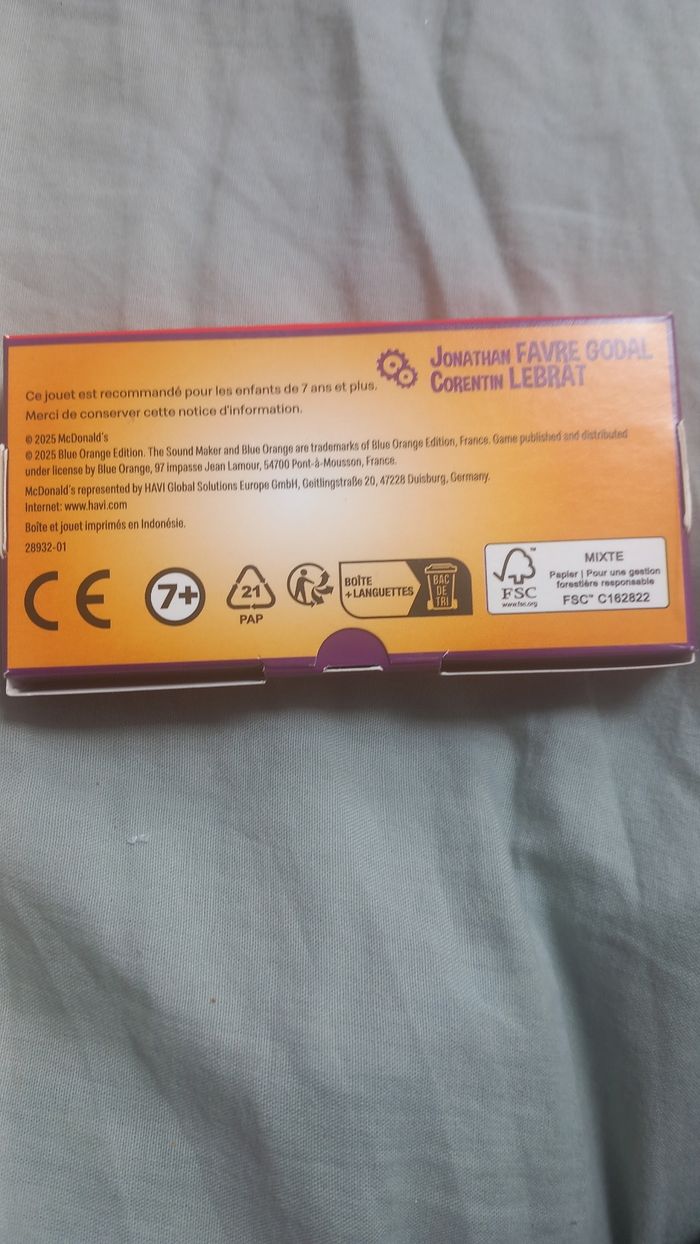 JONATHAN FAVRE GODAL
CORENTIN LEBRAT
Ce jouet est recommandé pour les enfants de 7 ans et plus.
Merci de conserver cette notice d'information.
© 2025 McDonald's
© 2025 Blue Orange Edition. The Sound Maker and Blue Orange are trademarks of Blue Orange Edition, France. Game published and distributed
under license by Blue Orange, 97 impasse Jean Lamour, 54700 Pont-à-Mousson, France.
McDonald's represented by HAVI Global Solutions Europe GmbH, Geitlingstraße 20, 47228 Duisburg, Germany.
Internet: www.havi.com
Boîte et jouet imprimés en Indonésie.
28932-01
CE
7+
21
PAP
BOÎTE
+ LANGUETTES
BAC
DE
TRI
FSC™
www.fsc.org
MIXTE
Papier | Pour une gestion
forestière responsable
FSC™ C162822